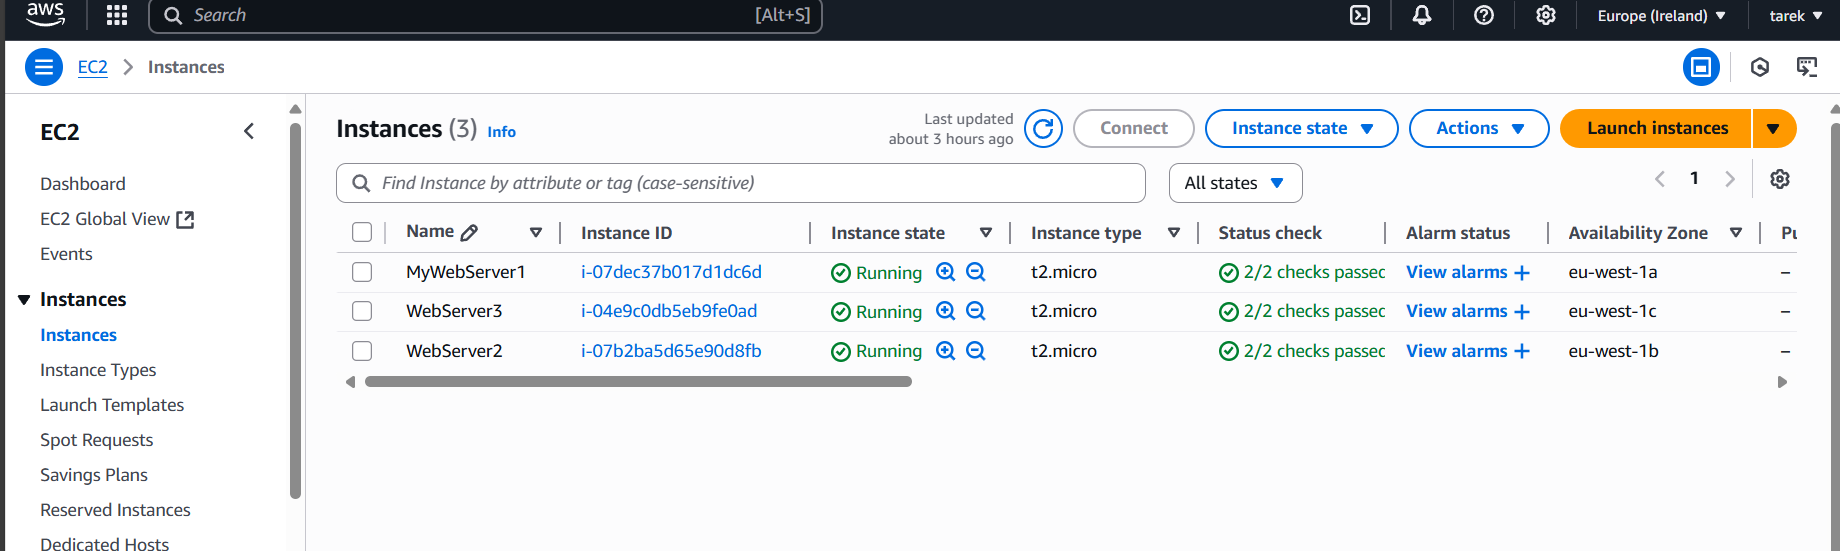 aws Search [Alt+S] Europe (Ireland) tarek
EC2 Instances
EC2
Dashboard
EC2 Global View
Events
Instances
Instances
Instance Types
Launch Templates
Spot Requests
Savings Plans
Reserved Instances
Dedicated Hosts
Instances (3) Info
Last updated
about 3 hours ago
Connect Instance state Actions Launch instances
Find Instance by attribute or tag (case-sensitive) All states 1
Name Instance ID Instance state Instance type Status check Alarm status Availability Zone
MyWebServer1 i-07dec37b017d1dc6d Running t2.micro 2/2 checks passec View alarms + eu-west-1a –
WebServer3 i-04e9c0db5eb9fe0ad Running t2.micro 2/2 checks passec View alarms + eu-west-1c –
WebServer2 i-07b2ba5d65e90d8fb Running t2.micro 2/2 checks passec View alarms + eu-west-1b –